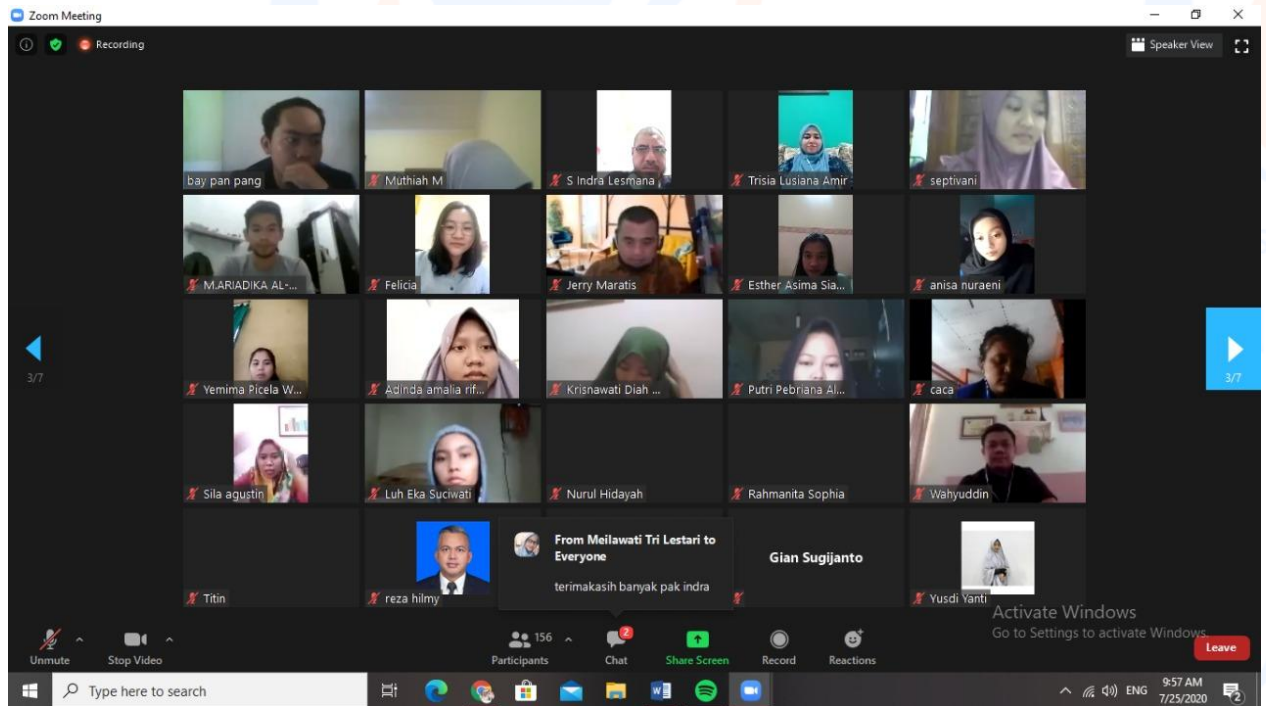 Zoom Meeting
Recording
Speaker View
bay pan pang
Muthiah M
S Indra Lesmana
Trisia Lusiana Amir
septivani
M.ARIADIKA AL-...
Felicia
Jerry Maratis
Esther Asima Sia...
anisa nuraeni
3/7
3/7
Yemima Picela W...
Adinda amalia rif...
Krisnawati Diah ...
Putri Pebriana Al...
caca
Sila agustin
Luh Eka Suciwati
Nurul Hidayah
Rahmanita Sophia
Wahyuddin
From Meilawati Tri Lestari to
Everyone
terimakasih banyak pak indra
Gian Sugijanto
Titin
reza hilmy
Yusdi Yanti
Activate Windows
Go to Settings to activate Windows.
Unmute
Stop Video
156
Participants
2
Chat
Share Screen
Record
Reactions
Leave
Type here to search
ENG
9:57 AM
7/25/2020
2